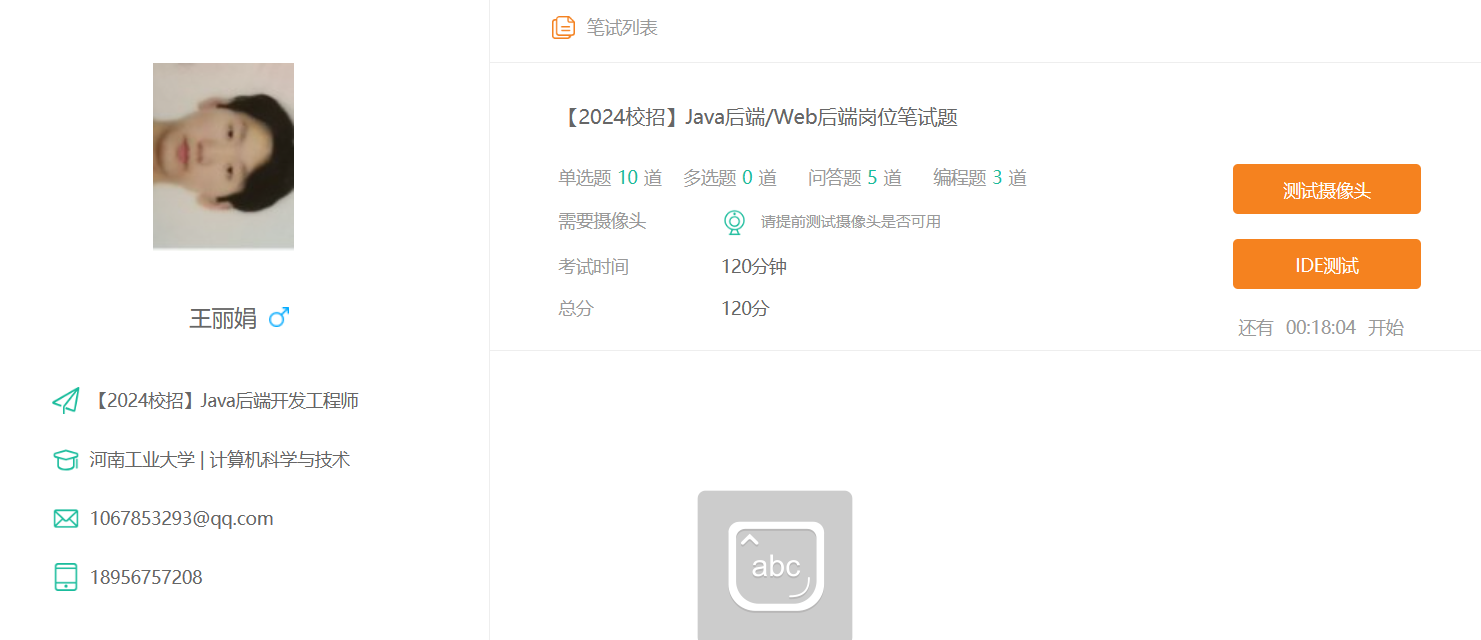 王丽娟
【2024校招】Java后端开发工程师
河南工业大学 | 计算机科学与技术
1067853293@qq.com
18956757208
笔试列表
【2024校招】Java后端/Web后端岗位笔试题
单选题 10 道 多选题 0 道 问答题 5 道 编程题 3 道
需要摄像头 请提前测试摄像头是否可用
考试时间 120分钟
总分 120分
测试摄像头
IDE测试
还有 00:18:04 开始
abc